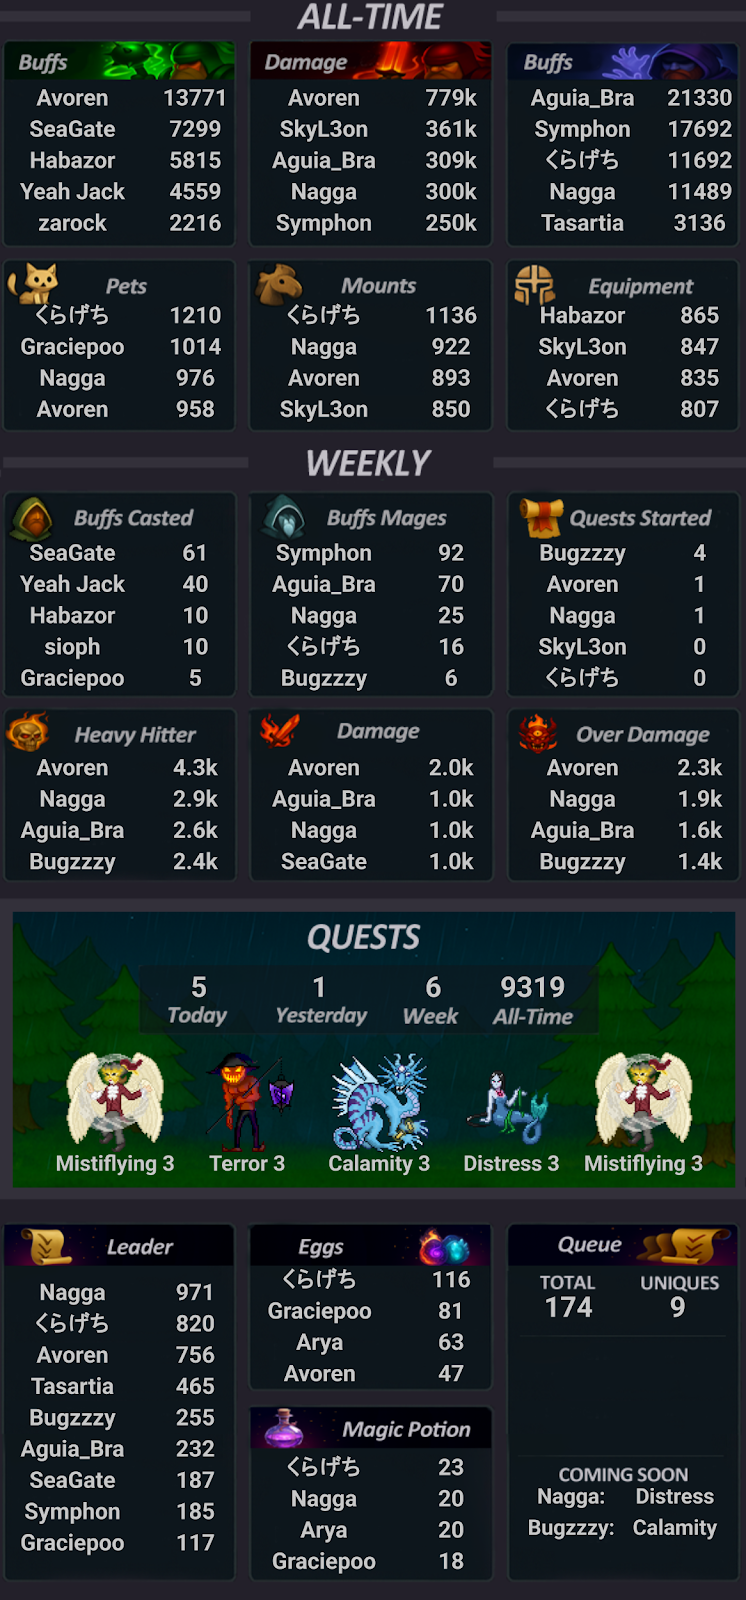 ALL-TIME
Buffs
Avoren 13771
SeaGate 7299
Habazor 5815
Yeah Jack 4559
zarock 2216
Damage
Avoren 779k
SkyL3on 361k
Aguia_Bra 309k
Nagga 300k
Symphon 250k
Buffs
Aguia_Bra 21330
Symphon 17692
くらげち 11692
Nagga 11489
Tasartia 3136
Pets
くらげち 1210
Graciepoo 1014
Nagga 976
Avoren 958
Mounts
くらげち 1136
Nagga 922
Avoren 893
SkyL3on 850
Equipment
Habazor 865
SkyL3on 847
Avoren 835
くらげち 807
WEEKLY
Buffs Casted
SeaGate 61
Yeah Jack 40
Habazor 10
sioph 10
Graciepoo 5
Buffs Mages
Symphon 92
Aguia_Bra 70
Nagga 25
くらげち 16
Bugzzzy 6
Quests Started
Bugzzzy 4
Avoren 1
Nagga 1
SkyL3on 0
くらげち 0
Heavy Hitter
Avoren 4.3k
Nagga 2.9k
Aguia_Bra 2.6k
Bugzzzy 2.4k
Damage
Avoren 2.0k
Aguia_Bra 1.0k
Nagga 1.0k
SeaGate 1.0k
Over Damage
Avoren 2.3k
Nagga 1.9k
Aguia_Bra 1.6k
Bugzzzy 1.4k
QUESTS
5 1 6 9319
Today Yesterday Week All-Time
Mistiflying 3 Terror 3 Calamity 3 Distress 3 Mistiflying 3
Leader
Nagga 971
くらげち 820
Avoren 756
Tasartia 465
Bugzzzy 255
Aguia_Bra 232
SeaGate 187
Symphon 185
Graciepoo 117
Eggs
くらげち 116
Graciepoo 81
Arya 63
Avoren 47
Magic Potion
くらげち 23
Nagga 20
Arya 20
Graciepoo 18
Queue
TOTAL UNIQUES
174 9
COMING SOON
Nagga: Distress
Bugzzzy: Calamity